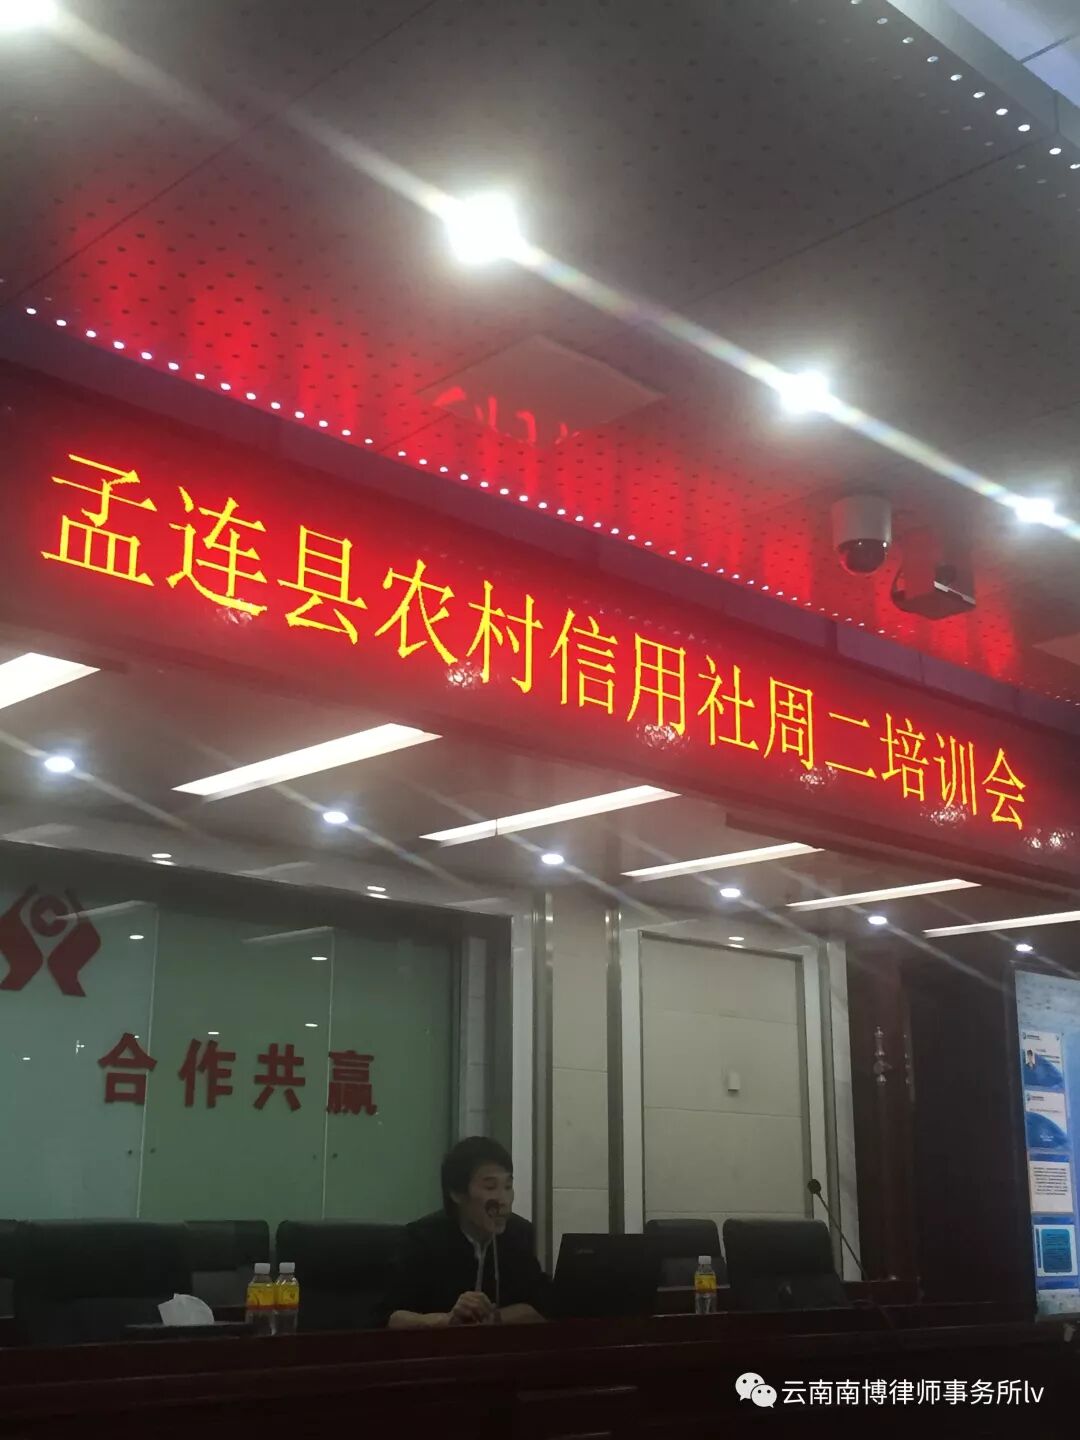 孟连县农村信用社周二培训会
合作共赢
云南南博律师事务所lv